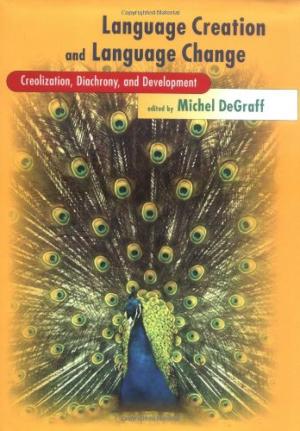 Language Creation
and Language Change
Creolization, Diachrony, and Development
edited by Michel DeGraff